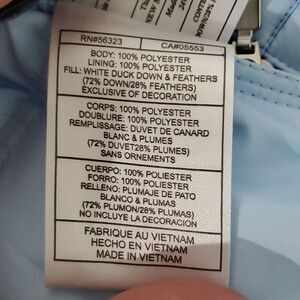 RN#56323 CA#05553
BODY: 100% POLYESTER
LINING: 100% POLYESTER
FILL: WHITE DUCK DOWN & FEATHERS
(72% DOWN/28% FEATHERS)
EXCLUSIVE OF DECORATION
CORPS: 100% POLYESTER
DOUBLURE: 100% POLYESTER
REMPLISSAGE: DUVET DE CANARD
BLANC & PLUMES
(72% DUVET28% PLUMES)
SANS ORNEMENTS
CUERPO: 100% POLIESTER
FORRO: 100% POLIESTER
RELLENO: PLUMAJE DE PATO
BLANCO & PLUMAS
(72% PLUMON/28% PLUMAS)
NO INCLUYE LA DECORACION
FABRIQUE AU VIETNAM
HECHO EN VIETNAM
MADE IN VIETNAM